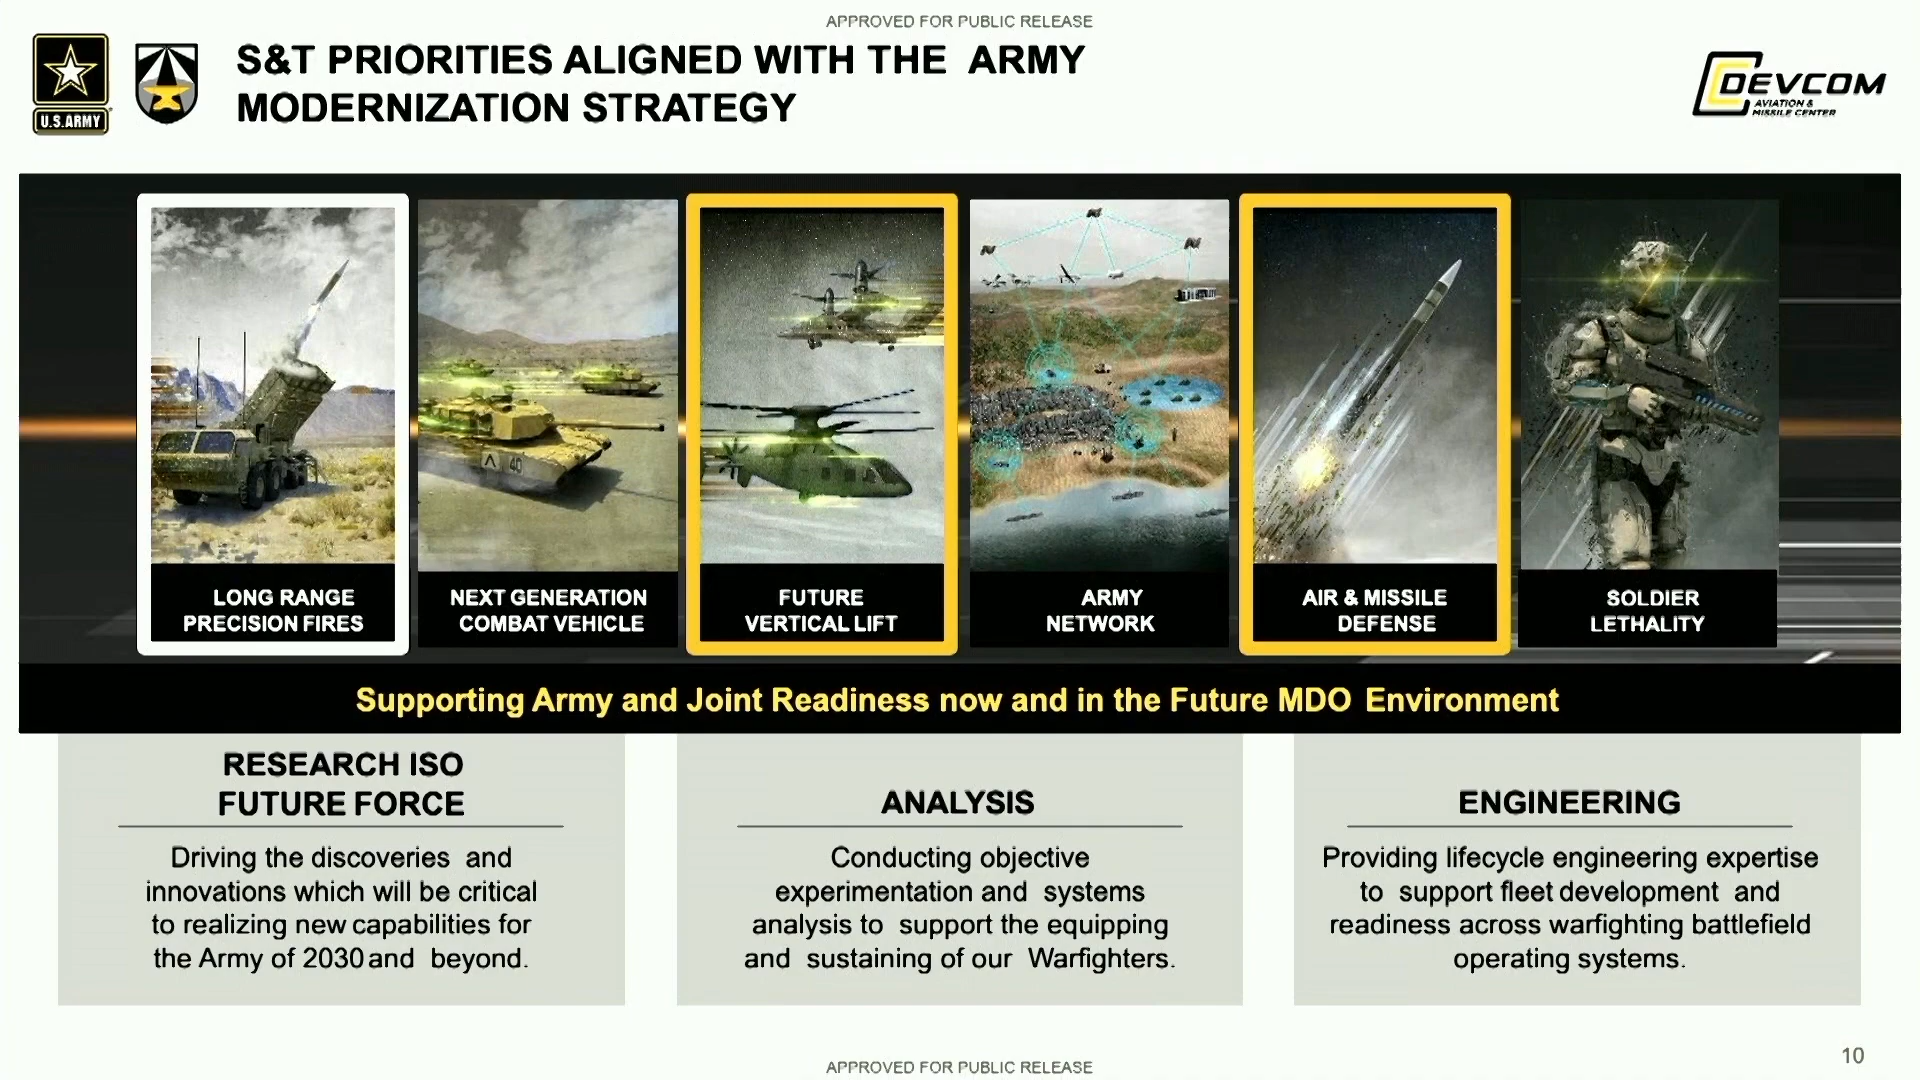 APPROVED FOR PUBLIC RELEASE
S&T PRIORITIES ALIGNED WITH THE ARMY
MODERNIZATION STRATEGY
U.S.ARMY
DEVCOM
AVIATION &
MISSILE CENTER
LONG RANGE
PRECISION FIRES
40
NEXT GENERATION
COMBAT VEHICLE
FUTURE
VERTICAL LIFT
ARMY
NETWORK
AIR & MISSILE
DEFENSE
SOLDIER
LETHALITY
Supporting Army and Joint Readiness now and in the Future MDO Environment
RESEARCH ISO
FUTURE FORCE
Driving the discoveries and
innovations which will be critical
to realizing new capabilities for
the Army of 2030 and beyond.
ANALYSIS
Conducting objective
experimentation and systems
analysis to support the equipping
and sustaining of our Warfighters.
ENGINEERING
Providing lifecycle engineering expertise
to support fleet development and
readiness across warfighting battlefield
operating systems.
10
APPROVED FOR PUBLIC RELEASE